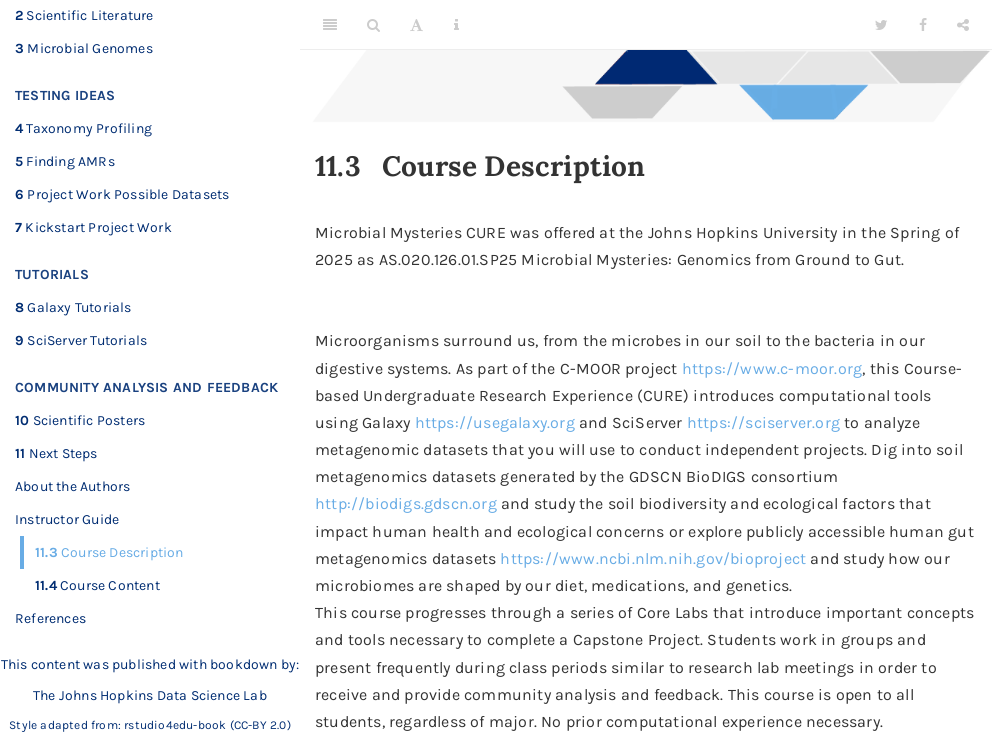 2 Scientific Literature
3 Microbial Genomes
TESTING IDEAS
4 Taxonomy Profiling
5 Finding AMRs
6 Project Work Possible Datasets
7 Kickstart Project Work
TUTORIALS
8 Galaxy Tutorials
9 SciServer Tutorials
COMMUNITY ANALYSIS AND FEEDBACK
10 Scientific Posters
11 Next Steps
About the Authors
Instructor Guide
11.3 Course Description
11.4 Course Content
References
This content was published with bookdown by:
The Johns Hopkins Data Science Lab
Style adapted from: rstudio4edu-book (CC-BY 2.0)
11.3 Course Description
Microbial Mysteries CURE was offered at the Johns Hopkins University in the Spring of
2025 as AS.020.126.01.SP25 Microbial Mysteries: Genomics from Ground to Gut.
Microorganisms surround us, from the microbes in our soil to the bacteria in our
digestive systems. As part of the C-MOOR project https://www.c-moor.org, this Course-
based Undergraduate Research Experience (CURE) introduces computational tools
using Galaxy https://usegalaxy.org and SciServer https://sciserver.org to analyze
metagenomic datasets that you will use to conduct independent projects. Dig into soil
metagenomics datasets generated by the GDSCN BioDIGS consortium
http://biodigs.gdscn.org and study the soil biodiversity and ecological factors that
impact human health and ecological concerns or explore publicly accessible human gut
metagenomics datasets https://www.ncbi.nlm.nih.gov/bioproject and study how our
microbiomes are shaped by our diet, medications, and genetics.
This course progresses through a series of Core Labs that introduce important concepts
and tools necessary to complete a Capstone Project. Students work in groups and
present frequently during class periods similar to research lab meetings in order to
receive and provide community analysis and feedback. This course is open to all
students, regardless of major. No prior computational experience necessary.